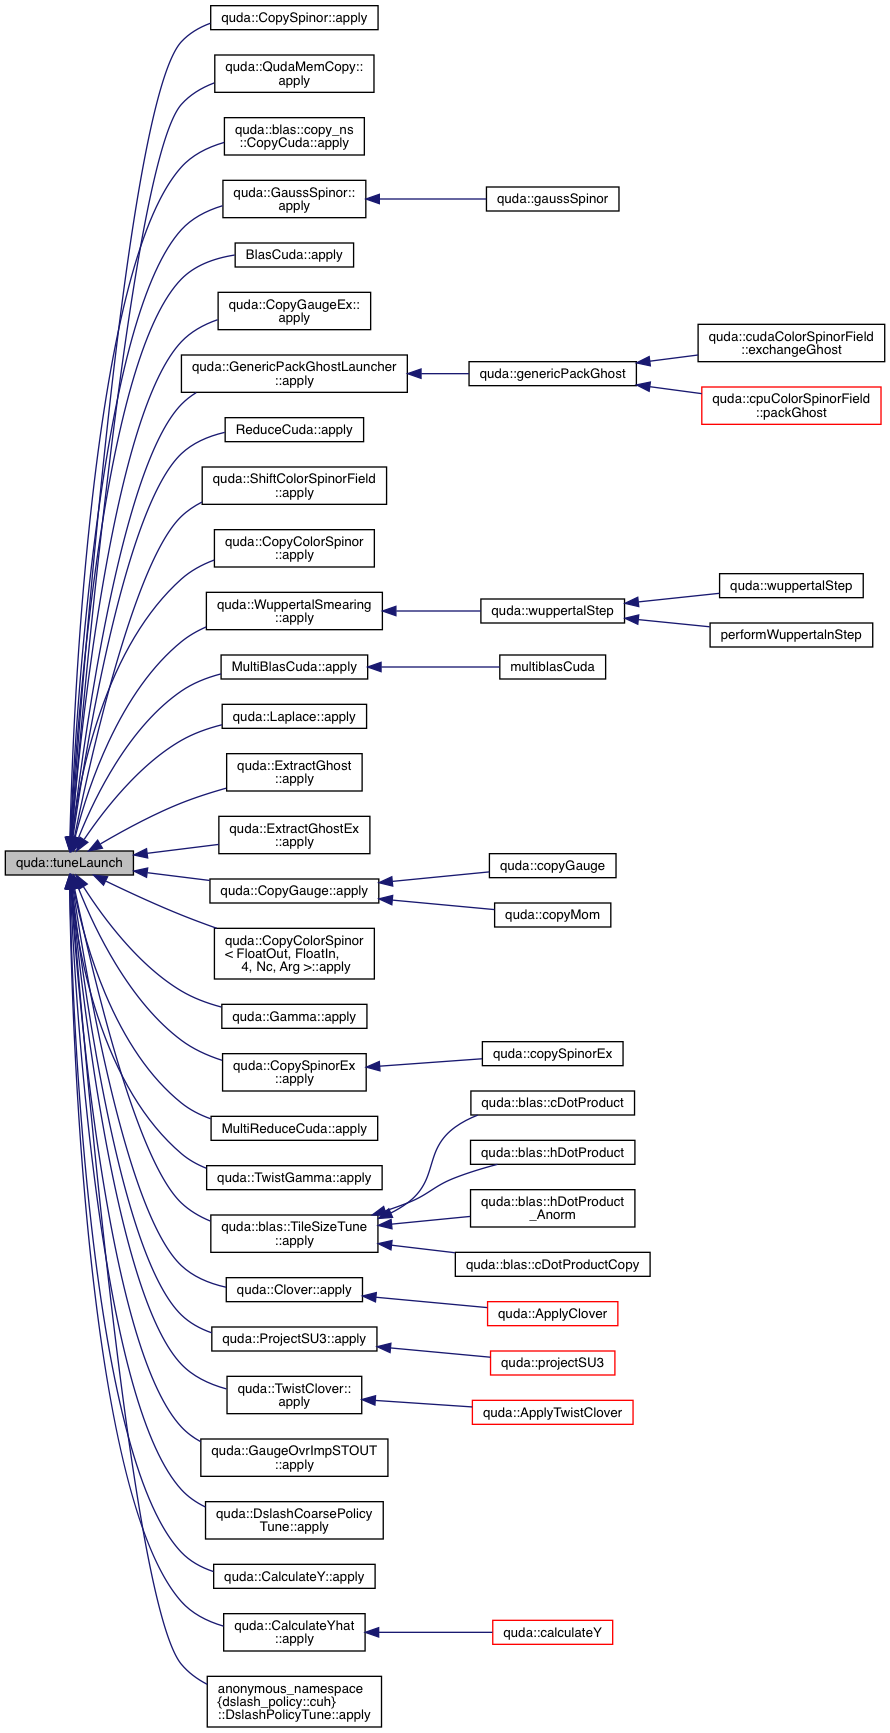 quda::CopySpinor::apply
quda::QudaMemCopy::
apply
quda::blas::copy_ns
::CopyCuda::apply
quda::GaussSpinor::
apply
quda::gaussSpinor
BlasCuda::apply
quda::CopyGaugeEx::
apply
quda::GenericPackGhostLauncher
::apply
quda::genericPackGhost
quda::cudaColorSpinorField
::exchangeGhost
quda::cpuColorSpinorField
::packGhost
ReduceCuda::apply
quda::ShiftColorSpinorField
::apply
quda::CopyColorSpinor
::apply
quda::WuppertalSmearing
::apply
quda::wuppertalStep
quda::wuppertalStep
performWuppertalnStep
MultiBlasCuda::apply
multiblasCuda
quda::Laplace::apply
quda::ExtractGhost
::apply
quda::ExtractGhostEx
::apply
quda::tuneLaunch
quda::CopyGauge::apply
quda::copyGauge
quda::copyMom
quda::CopyColorSpinor
< FloatOut, FloatIn,
4, Nc, Arg >::apply
quda::Gamma::apply
quda::CopySpinorEx
::apply
quda::copySpinorEx
MultiReduceCuda::apply
quda::TwistGamma::apply
quda::blas::TileSizeTune
::apply
quda::blas::cDotProduct
quda::blas::hDotProduct
quda::blas::hDotProduct
_Anorm
quda::blas::cDotProductCopy
quda::Clover::apply
quda::ApplyClover
quda::ProjectSU3::apply
quda::projectSU3
quda::TwistClover::
apply
quda::ApplyTwistClover
quda::GaugeOvrImpSTOUT
::apply
quda::DslashCoarsePolicy
Tune::apply
quda::CalculateY::apply
quda::CalculateYhat
::apply
quda::calculateY
anonymous_namespace
{dslash_policy::cuh}
::DslashPolicyTune::apply